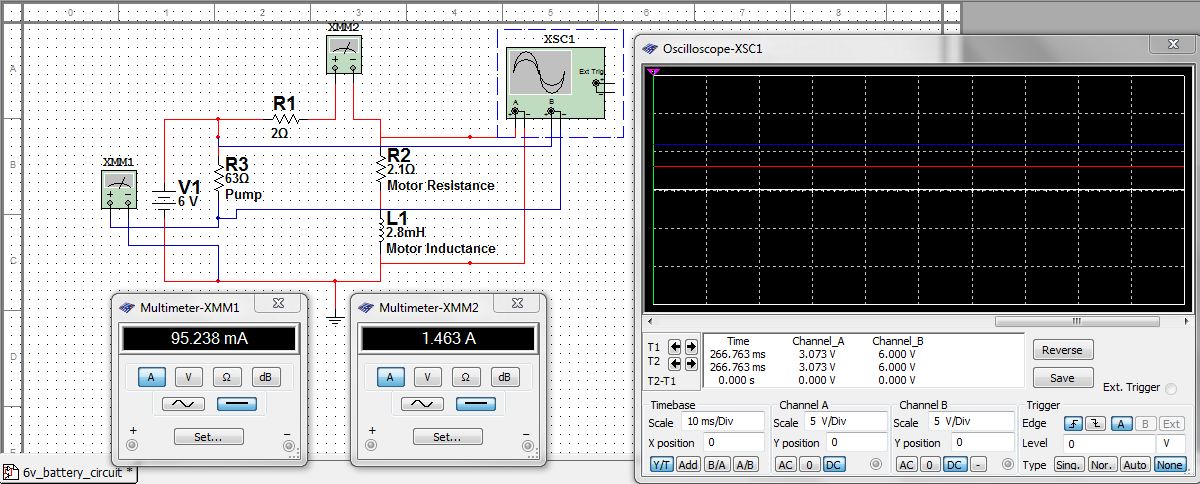 0 1 2 3 4 5 6 7 8
A
B
C
D
XMM2
XSC1
Ext Trig
A B
R1
2Ω
XMM1
V1
6 V
R3
63Ω
Pump
R2
2.1Ω
Motor Resistance
L1
2.8mH
Motor Inductance
Multimeter-XMM1
95.238 mA
A V Ω dB
Set...
+ -
Multimeter-XMM2
1.463 A
A V Ω dB
Set...
+ -
6v_battery_circuit *
Oscilloscope-XSC1
T1
T2
T2-T1
Time Channel_A Channel_B
266.763 ms 3.073 V 6.000 V
266.763 ms 3.073 V 6.000 V
0.000 s 0.000 V 0.000 V
Reverse
Save
Ext. Trigger
Timebase
Scale 10 ms/Div
X position 0
Y/T Add B/A A/B
Channel A
Scale 5 V/Div
Y position 0
AC 0 DC
Channel B
Scale 5 V/Div
Y position 0
AC 0 DC -
Trigger
Edge A B Ext
Level 0 V
Type Sing. Nor. Auto None